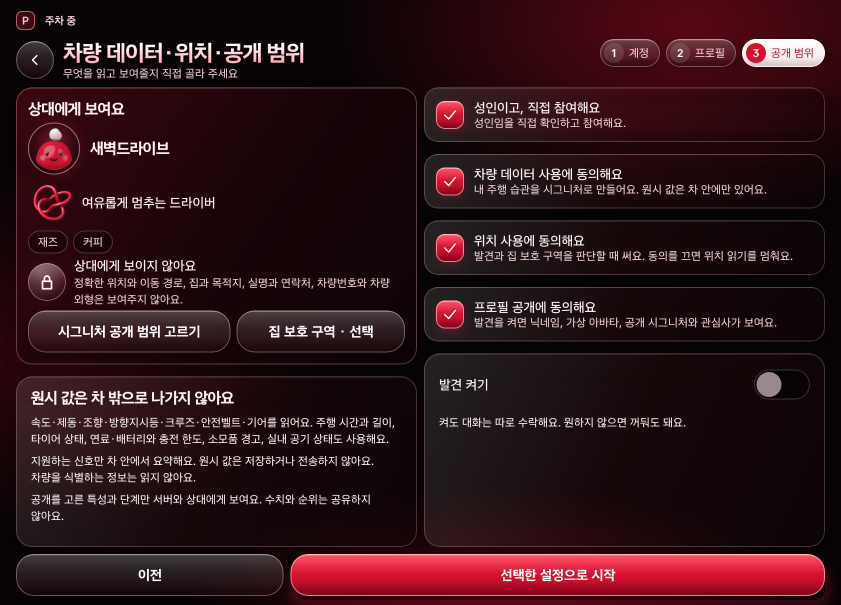 P 주차 중
차량 데이터·위치·공개 범위
무엇을 읽고 보여줄지 직접 골라 주세요
1 계정
2 프로필
3 공개 범위
상대에게 보여요
새벽드라이브
여유롭게 멈추는 드라이버
재즈
커피
상대에게 보이지 않아요
정확한 위치와 이동 경로, 집과 목적지, 실명과 연락처, 차량번호와 차량
외형은 보여주지 않아요.
시그니처 공개 범위 고르기
집 보호 구역 · 선택
원시 값은 차 밖으로 나가지 않아요
속도·제동·조향·방향지시등·크루즈·안전벨트·기어를 읽어요. 주행 시간과 길이,
타이어 상태, 연료·배터리와 충전 한도, 소모품 경고, 실내 공기 상태도 사용해요.
지원하는 신호만 차 안에서 요약해요. 원시 값은 저장하거나 전송하지 않아요.
차량을 식별하는 정보는 읽지 않아요.
공개를 고른 특성과 단계만 서버와 상대에게 보여요. 수치와 순위는 공유하지
않아요.
성인이고, 직접 참여해요
성인임을 직접 확인하고 참여해요.
차량 데이터 사용에 동의해요
내 주행 습관을 시그니처로 만들어요. 원시 값은 차 안에만 있어요.
위치 사용에 동의해요
발견과 집 보호 구역을 판단할 때 써요. 동의를 끄면 위치 읽기를 멈춰요.
프로필 공개에 동의해요
발견을 켜면 닉네임, 가상 아바타, 공개 시그니처와 관심사가 보여요.
발견 켜기
켜도 대화는 따로 수락해요. 원하지 않으면 꺼둬도 돼요.
이전
선택한 설정으로 시작